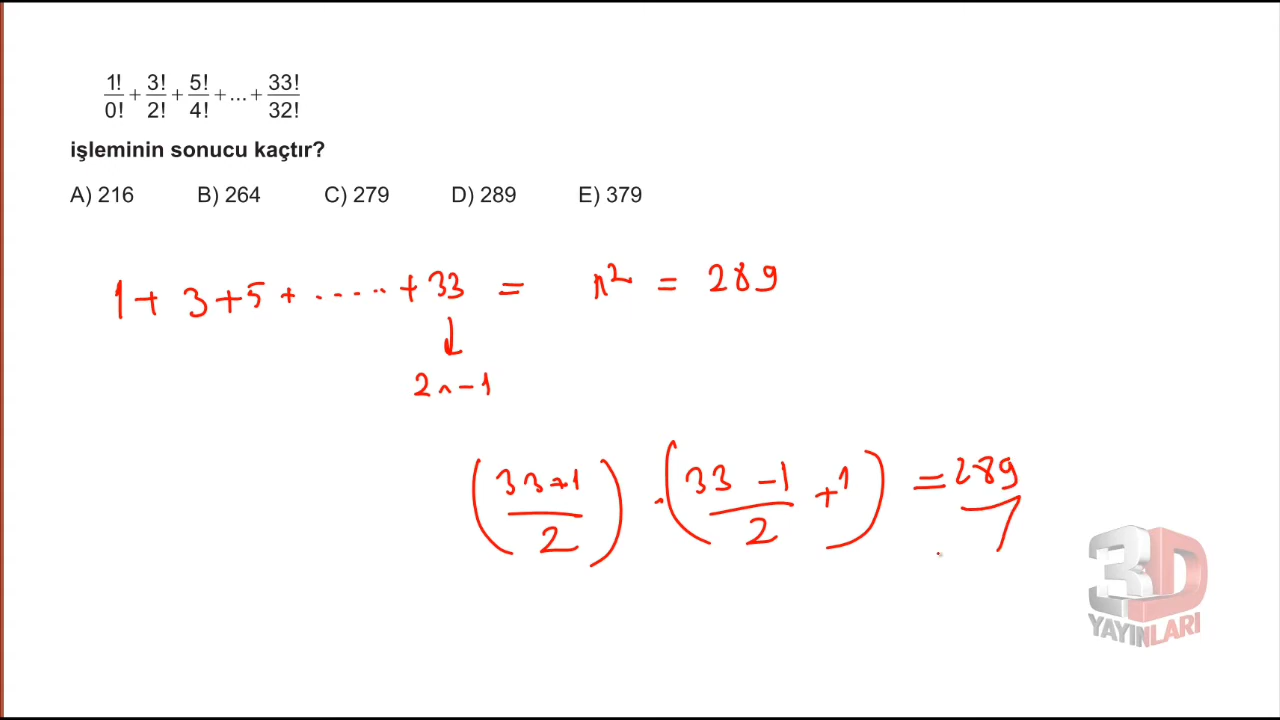 1!/0! + 3!/2! + 5!/4! + ... + 33!/32!
işleminin sonucu kaçtır?
A) 216 B) 264 C) 279 D) 289 E) 379
1 + 3 + 5 + ..... + 33 = n² = 289
↓
2n-1
((33+1)/2) . ((33-1)/2 + 1) = 289
3D
YAYINLARI